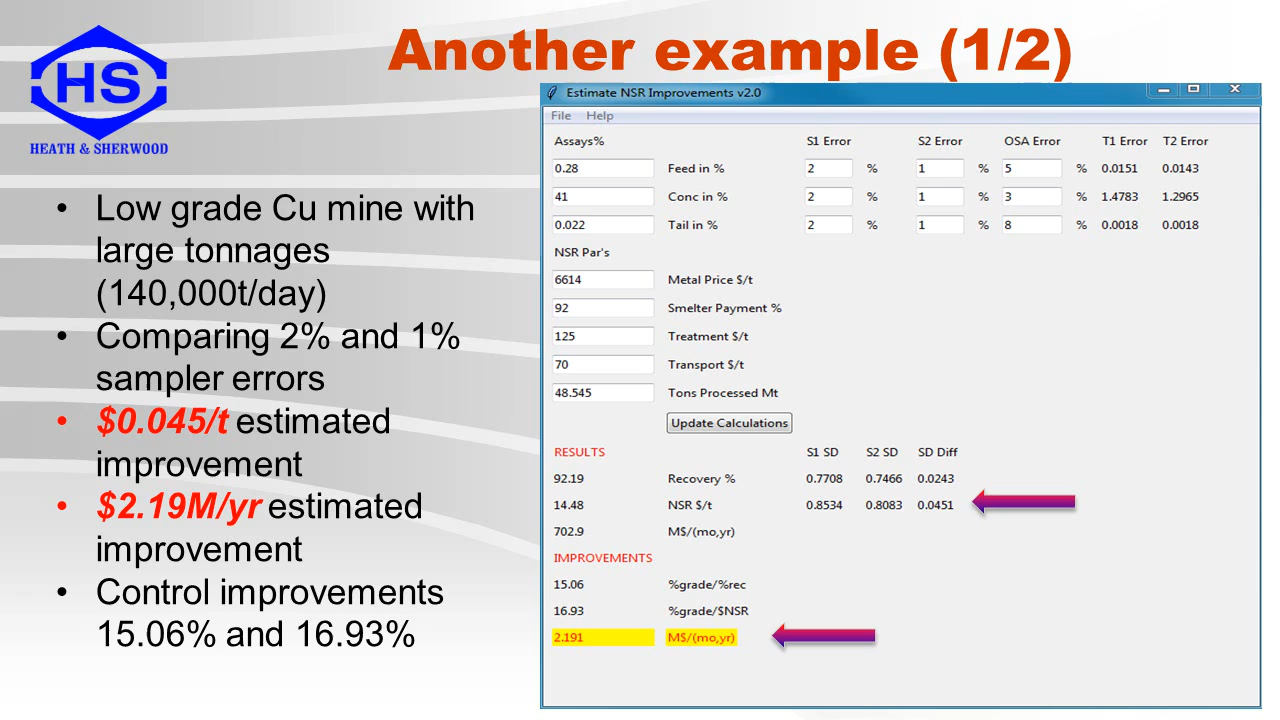 Another example (1/2)
HS
HEATH & SHERWOOD
• Low grade Cu mine with
large tonnages
(140,000t/day)
• Comparing 2% and 1%
sampler errors
• $0.045/t estimated
improvement
• $2.19M/yr estimated
improvement
• Control improvements
15.06% and 16.93%
Estimate NSR Improvements v2.0
File Help
Assays% S1 Error S2 Error OSA Error T1 Error T2 Error
0.28 Feed in % 2 % 1 % 5 % 0.0151 0.0143
41 Conc in % 2 % 1 % 3 % 1.4783 1.2965
0.022 Tail in % 2 % 1 % 8 % 0.0018 0.0018
NSR Par's
6614 Metal Price $/t
92 Smelter Payment %
125 Treatment $/t
70 Transport $/t
48.545 Tons Processed Mt
Update Calculations
RESULTS S1 SD S2 SD SD Diff
92.19 Recovery % 0.7708 0.7466 0.0243
14.48 NSR $/t 0.8534 0.8083 0.0451
702.9 M$/(mo,yr)
IMPROVEMENTS
15.06 %grade/%rec
16.93 %grade/$NSR
2.191 M$/(mo,yr)